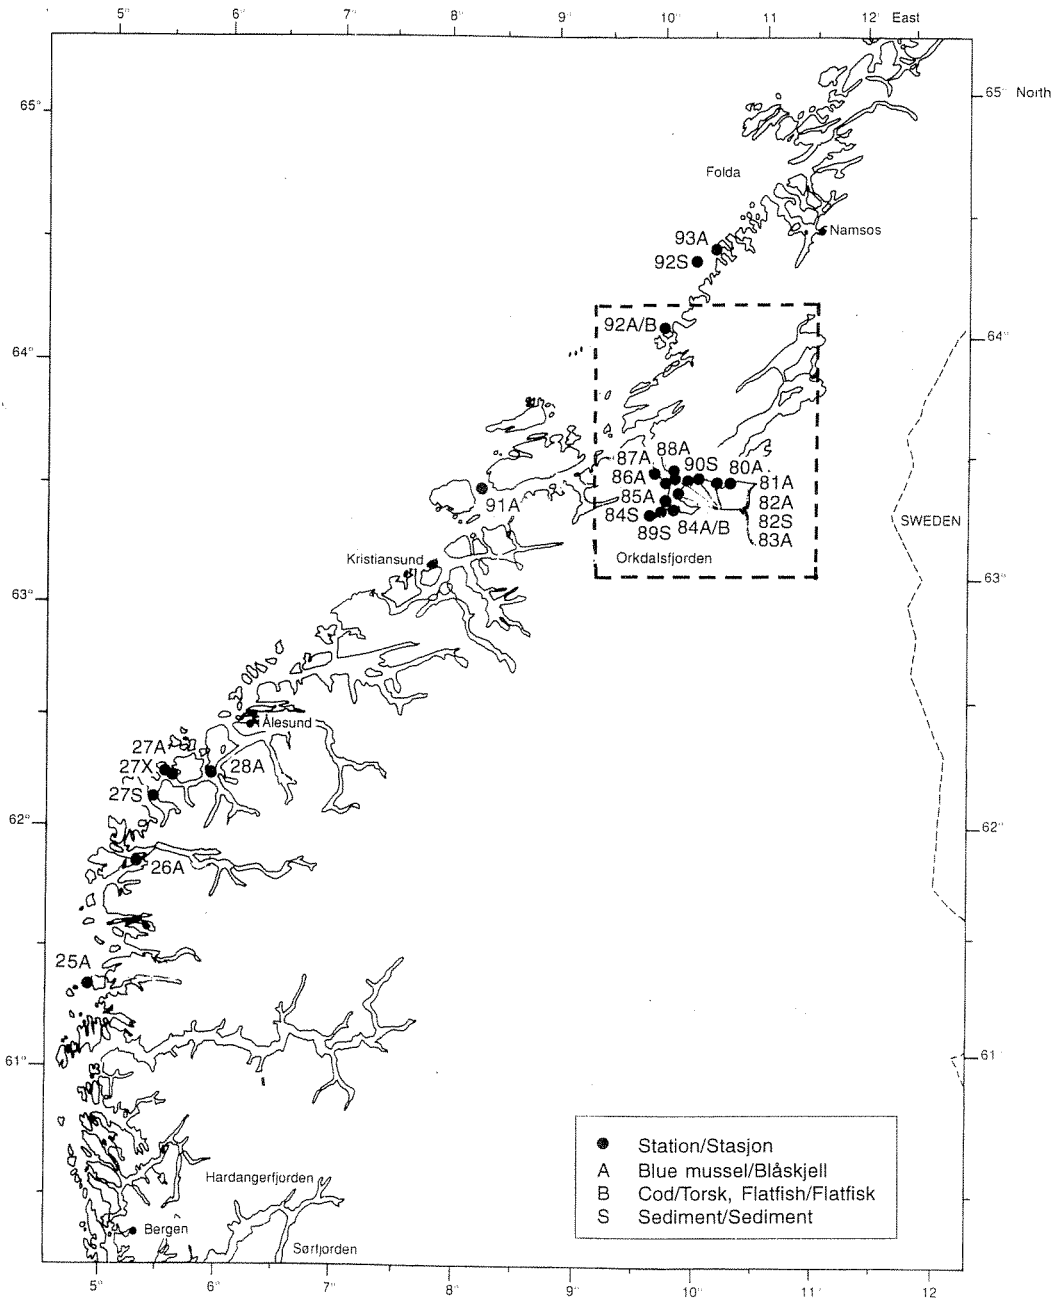 5° 6° 7° 8° 9° 10° 11° 12° East
65° 65° North
Folda
Namsos
93A
92S
92A/B
64° 64°
88A
87A 90S 80A
86A 81A
85A 82A
84S 84A/B 82S
89S 83A
91A
SWEDEN
Kristiansund Orkdalsfjorden
63° 63°
Ålesund
27A
27X 28A
27S
62° 62°
26A
25A
61° 61
Station/Stasjon
A Blue mussel/Blåskjell
Hardangerfjorden
B Cod/Torsk, Flatfish/Flatfisk
S Sediment/Sediment
Bergen
Sørfjorden
5° 6° 7° 8° 9° 10° 11° 12